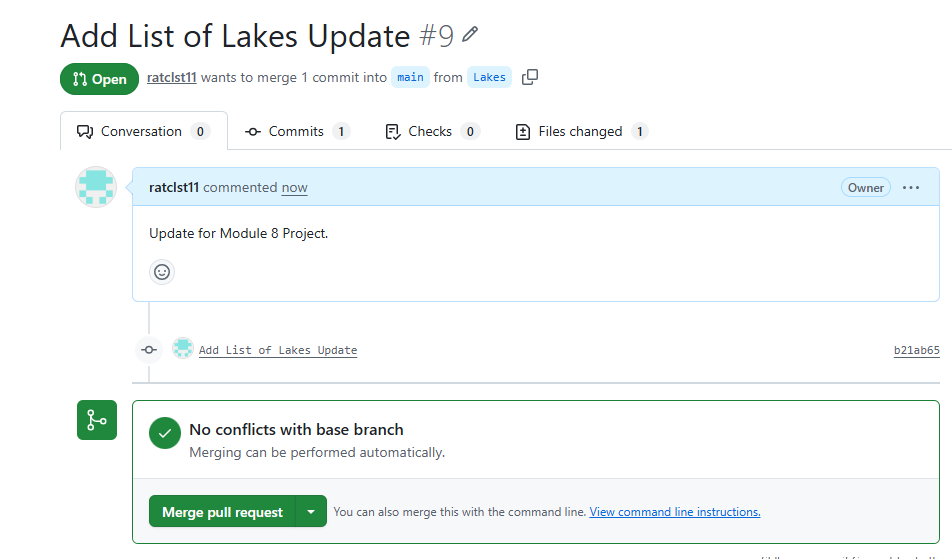 Add List of Lakes Update #9
Open ratclst11 wants to merge 1 commit into main from Lakes
Conversation 0 Commits 1 Checks 0 Files changed 1
ratclst11 commented now Owner
Update for Module 8 Project.
Add List of Lakes Update b21ab65
No conflicts with base branch
Merging can be performed automatically.
Merge pull request You can also merge this with the command line. View command line instructions.